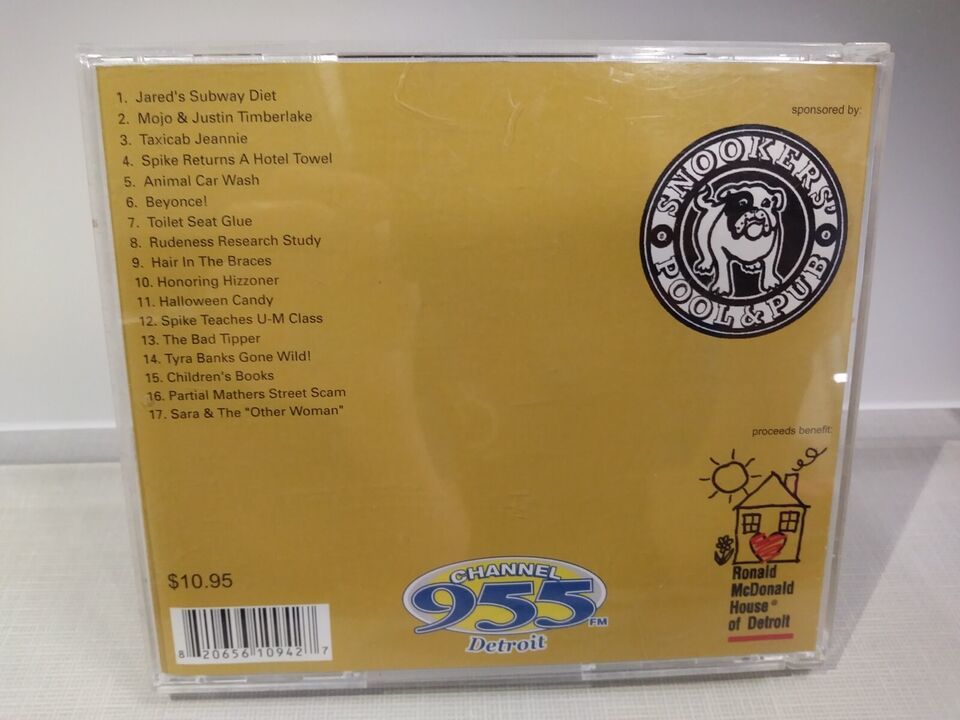 1. Jared's Subway Diet
2. Mojo & Justin Timberlake
3. Taxicab Jeannie
4. Spike Returns A Hotel Towel
5. Animal Car Wash
6. Beyonce!
7. Toilet Seat Glue
8. Rudeness Research Study
9. Hair In The Braces
10. Honoring Hizzoner
11. Halloween Candy
12. Spike Teaches U-M Class
13. The Bad Tipper
14. Tyra Banks Gone Wild!
15. Children's Books
16. Partial Mathers Street Scam
17. Sara & The "Other Woman"
sponsored by:
SNOOKERS'
POOL & PUB
proceeds benefit:
Ronald
McDonald
House®
of Detroit
$10.95
8 20656 10942 7
CHANNEL
955 FM
Detroit